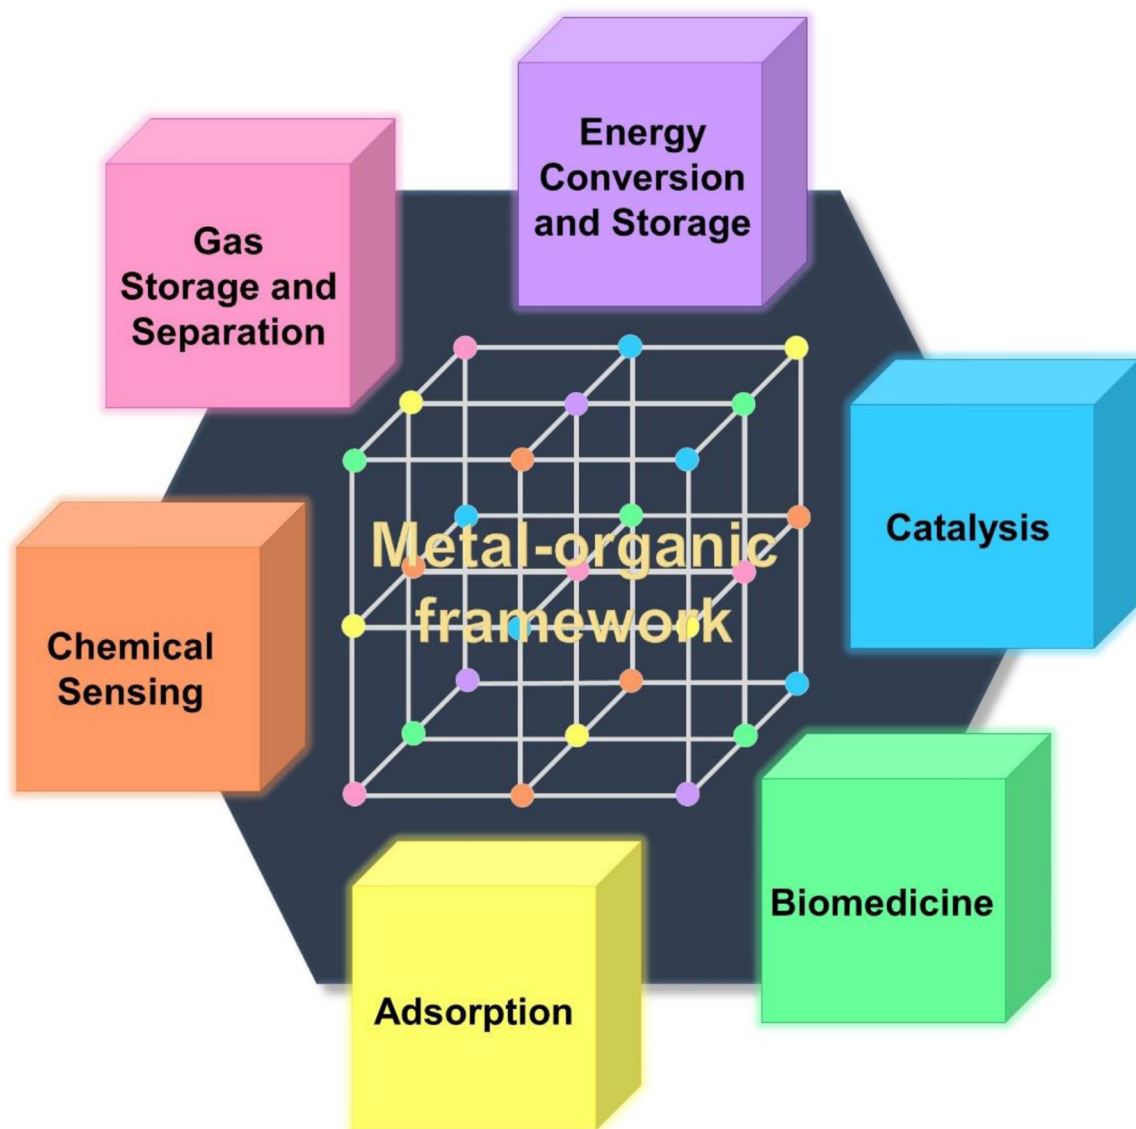 Energy
Conversion
and Storage
Gas
Storage and
Separation
Catalysis
Metal-organic
framework
Chemical
Sensing
Biomedicine
Adsorption